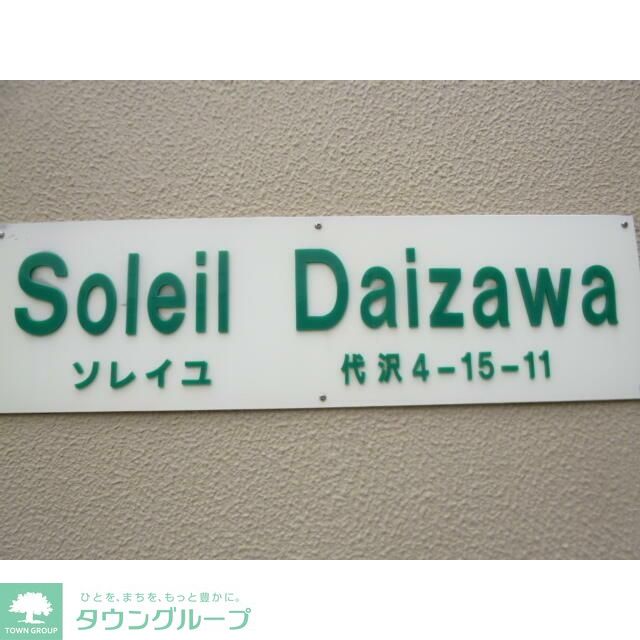 Soleil Daizawa
ソレイユ 代沢4-15-11
ひとを、まちを、もっと豊かに。
タウングループ
TOWN GROUP